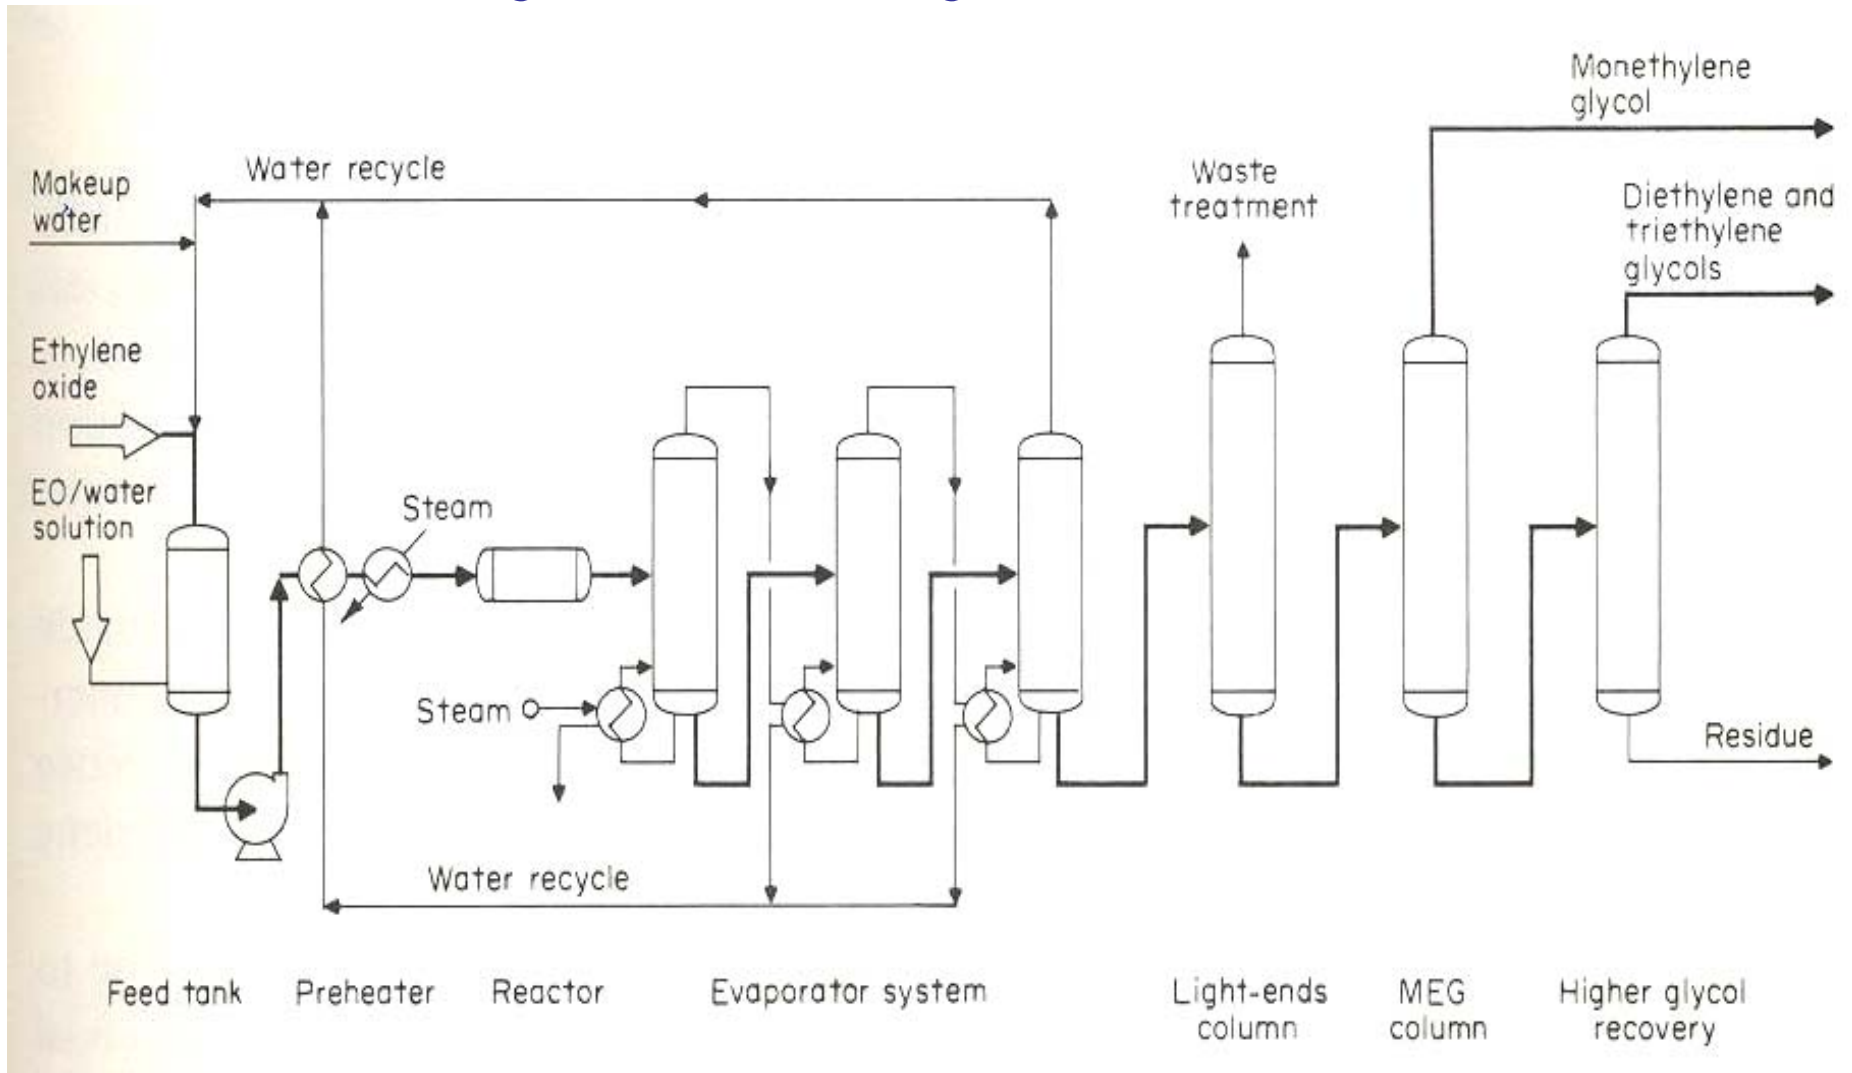 Monethylene
glycol
Water recycle
Makeup
water
Waste
treatment
Diethylene and
triethylene
glycols
Ethylene
oxide
EO/water
solution
Steam
Steam
Residue
Water recycle
Feed tank
Preheater
Reactor
Evaporator system
Light-ends
column
MEG
column
Higher glycol
recovery